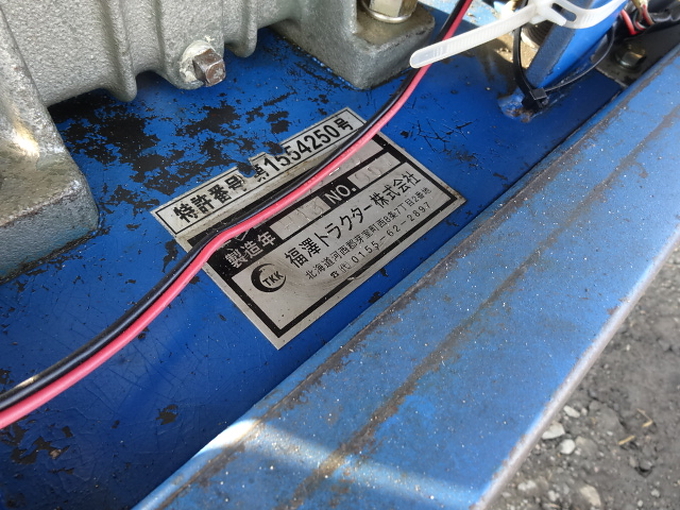 特許番号 第1554250号
製造年 NO.
TKK
福澤トラクター株式会社
北海道河西郡芽室町西8条7丁目2番地
☎代) 0155-62-2897